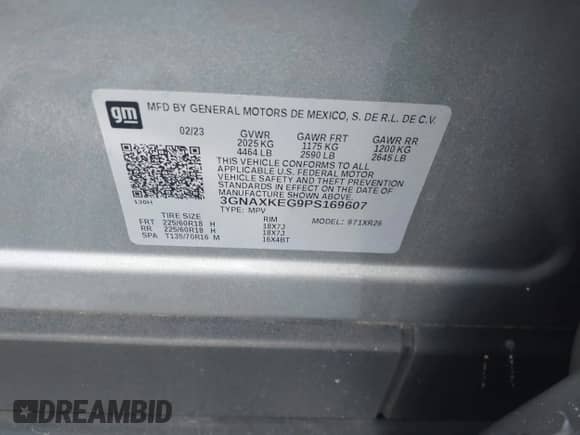 gm MFD BY GENERAL MOTORS DE MEXICO, S. DE R.L. DE C.V.
02/23 GVWR GAWR FRT GAWR RR
2025 KG 1175 KG 1200 KG
4464 LB 2590 LB 2645 LB
THIS VEHICLE CONFORMS TO ALL
APPLICABLE U.S. FEDERAL MOTOR
VEHICLE SAFETY AND THEFT PREVENTION
STANDARDS IN EFFECT ON THE DATE OF
MANUFACTURE SHOWN ABOVE.
3GNAXKEG9PS169607
130H TYPE: MPV MODEL: 971XR26
TIRE SIZE RIM
FRT 225/60R18 H 18X7J
RR 225/60R18 H 18X7J
SPA T135/70R16 M 16X4BT
DREAMBID